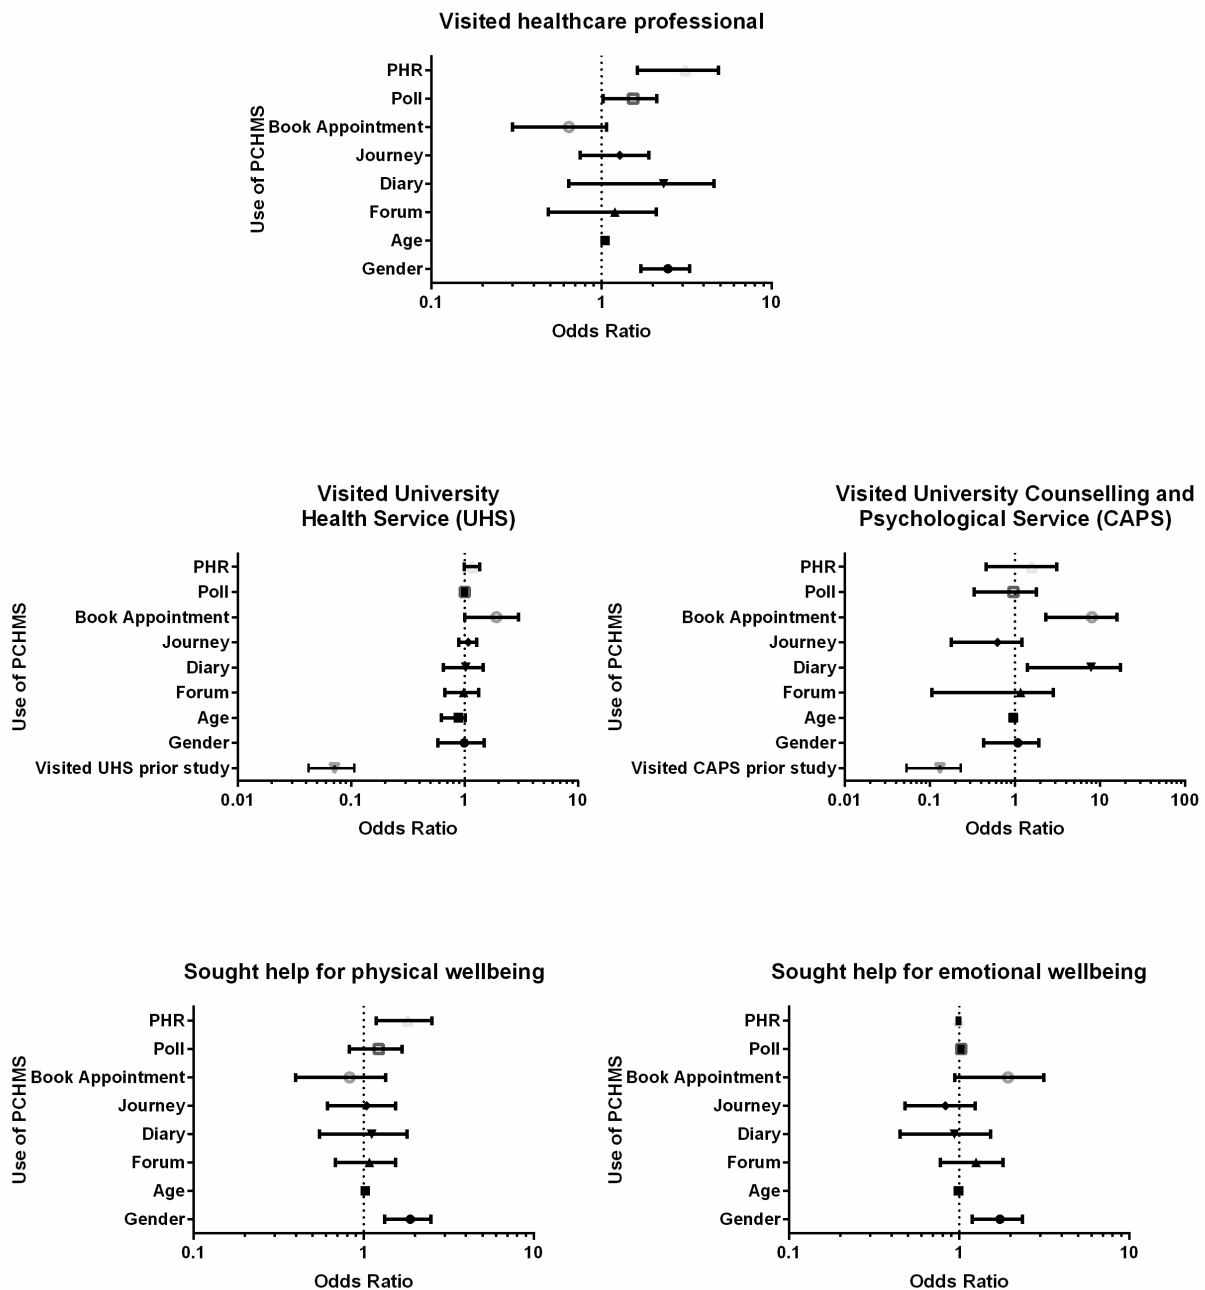 Visited healthcare professional
Use of PCHMS
PHR
Poll
Book Appointment
Journey
Diary
Forum
Age
Gender
0.1 1 10
Odds Ratio
Visited University
Health Service (UHS)
Use of PCHMS
PHR
Poll
Book Appointment
Journey
Diary
Forum
Age
Gender
Visited UHS prior study
0.01 0.1 1 10
Odds Ratio
Visited University Counselling and
Psychological Service (CAPS)
Use of PCHMS
PHR
Poll
Book Appointment
Journey
Diary
Forum
Age
Gender
Visited CAPS prior study
0.01 0.1 1 10 100
Odds Ratio
Sought help for physical wellbeing
Use of PCHMS
PHR
Poll
Book Appointment
Journey
Diary
Forum
Age
Gender
0.1 1 10
Odds Ratio
Sought help for emotional wellbeing
Use of PCHMS
PHR
Poll
Book Appointment
Journey
Diary
Forum
Age
Gender
0.1 1 10
Odds Ratio